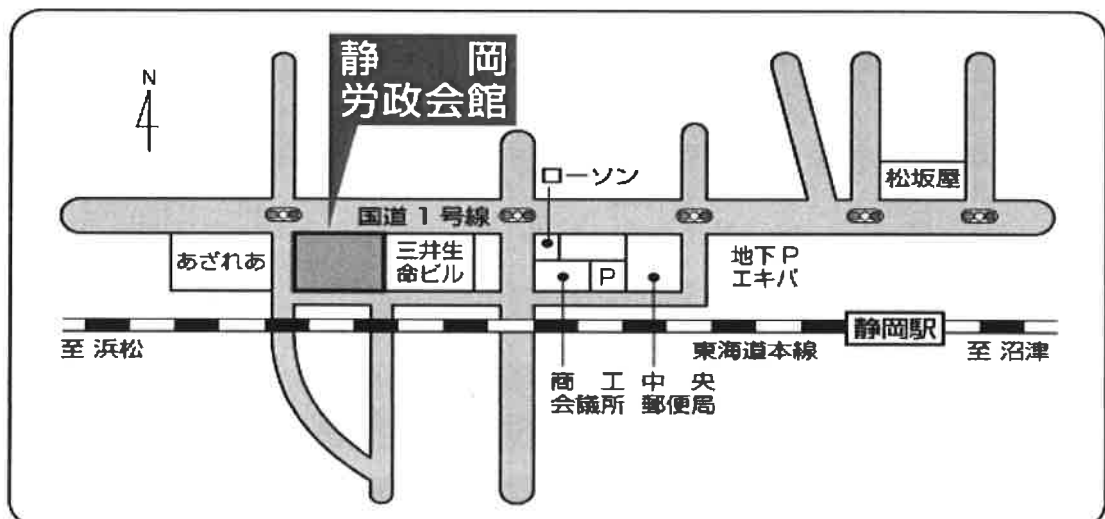 静岡
労政会館
N
ローソン
松坂屋
国道1号線
あざれあ
三井生
命ビル
P
地下P
エキパ
静岡駅
至 浜松
東海道本線
至 沼津
商工
会議所
中央
郵便局